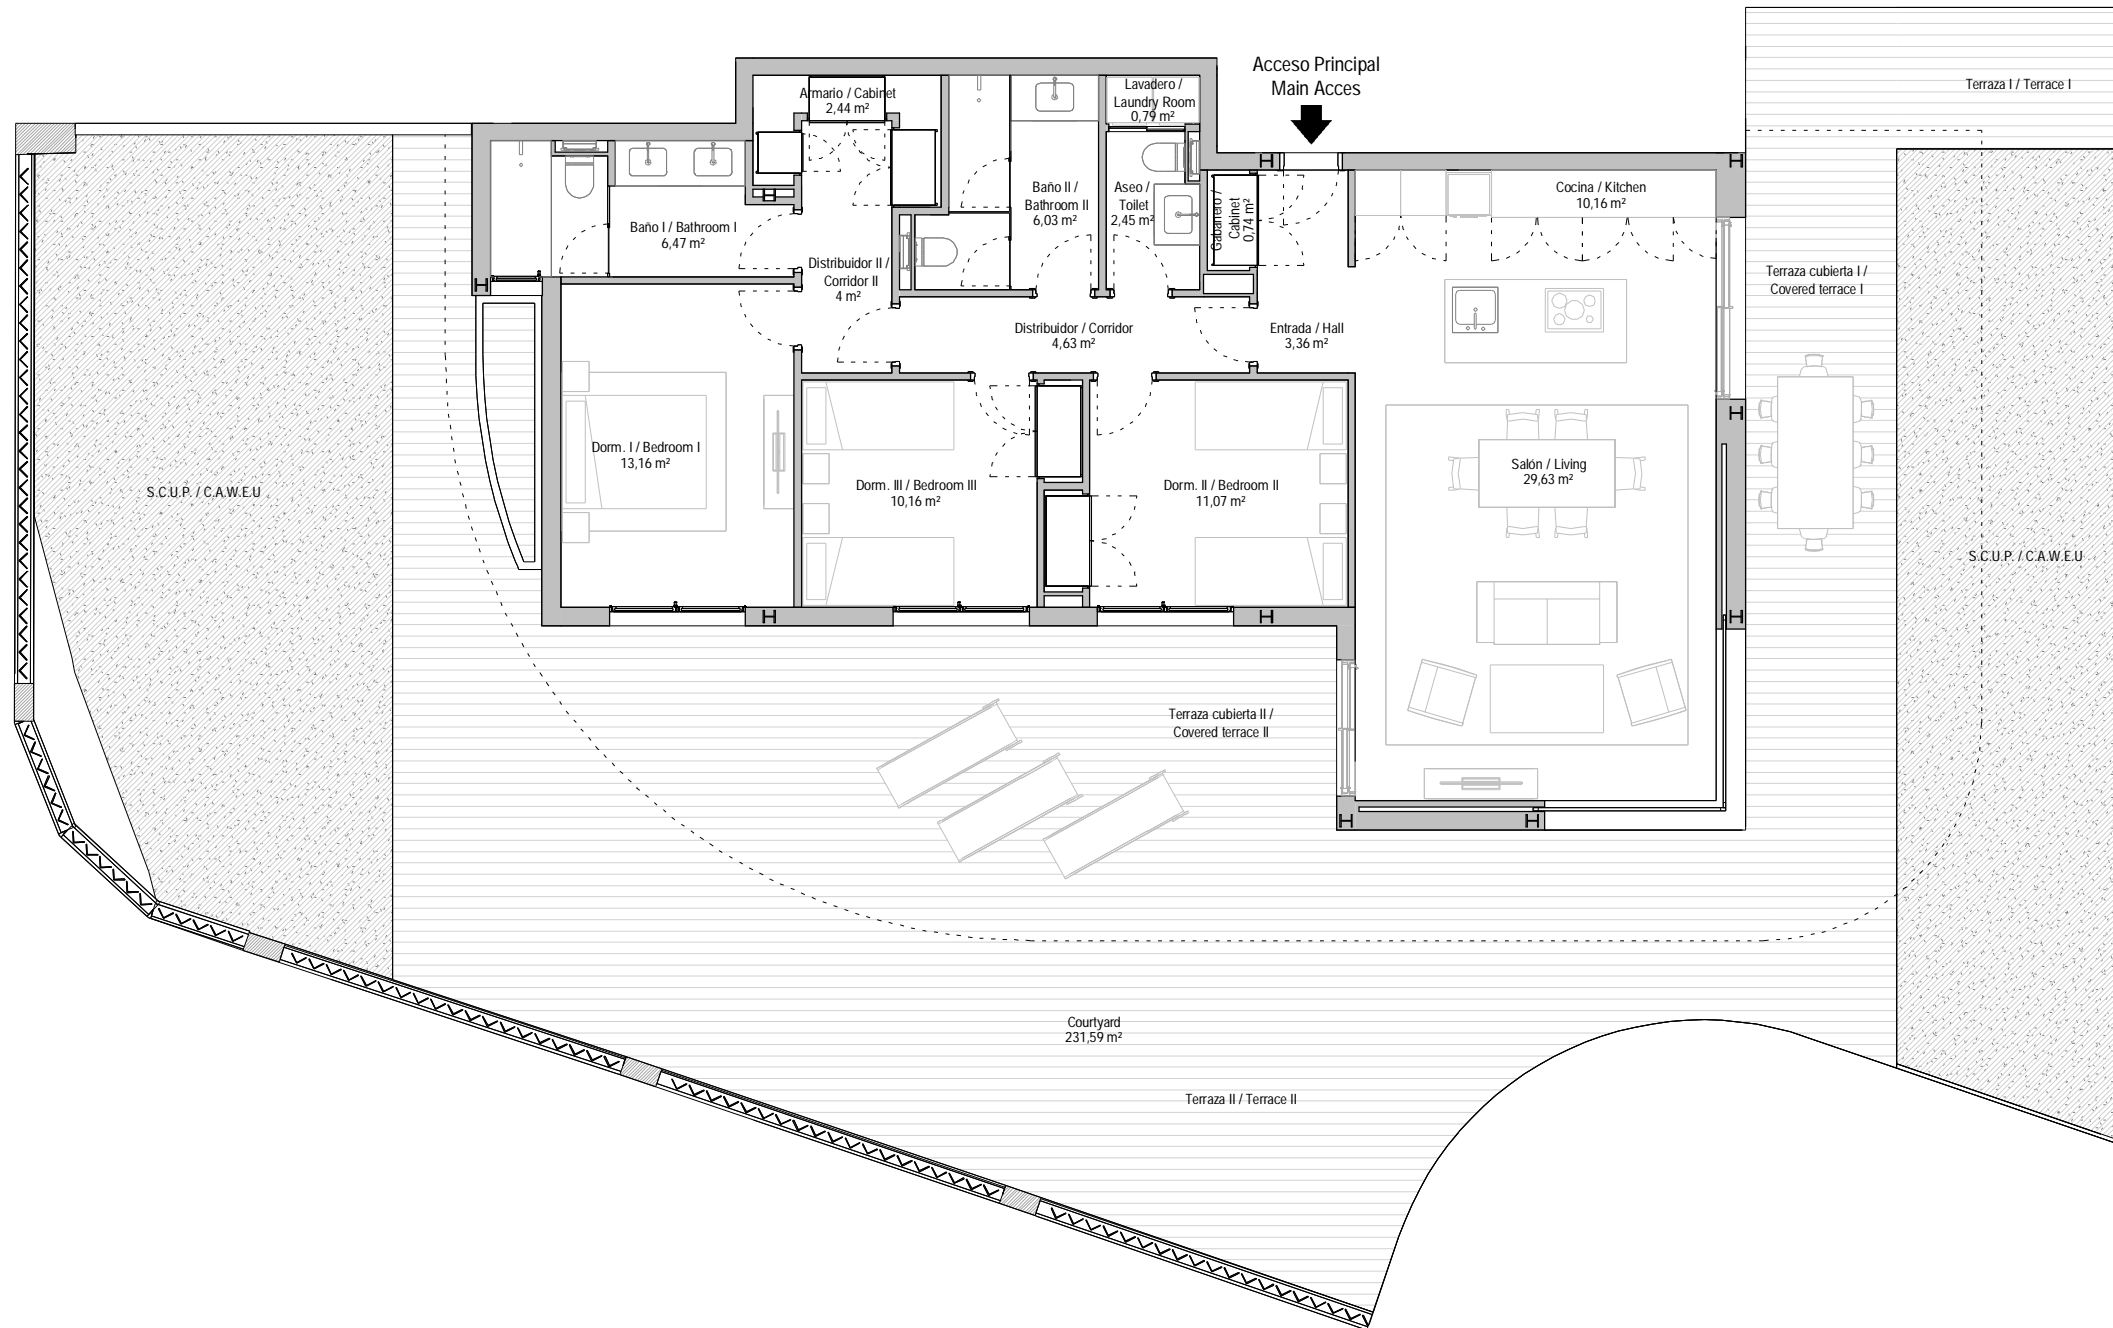 Acceso Principal
Main Acces
Terraza I / Terrace I
Armario / Cabinet
2,44 m²
Lavadero /
Laundry Room
0,79 m²
Baño I / Bathroom I
6,47 m²
Baño II /
Bathroom II
6,03 m²
Aseo /
Toilet
2,45 m²
Gabanero /
Cabinet
0,74 m²
Cocina / Kitchen
10,16 m²
Distribuidor II /
Corridor II
4 m²
Terraza cubierta I /
Covered terrace I
Distribuidor / Corridor
4,63 m²
Entrada / Hall
3,36 m²
Dorm. I / Bedroom I
13,16 m²
Dorm. III / Bedroom III
10,16 m²
Dorm. II / Bedroom II
11,07 m²
Salón / Living
29,63 m²
S.C.U.P. / C.A.W.E.U
S.C.U.P. / C.A.W.E.U
Terraza cubierta II /
Covered terrace II
Courtyard
231,59 m²
Terraza II / Terrace II